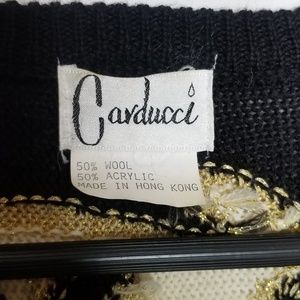 Carducci
50% WOOL
50% ACRYLIC
MADE IN HONG KONG